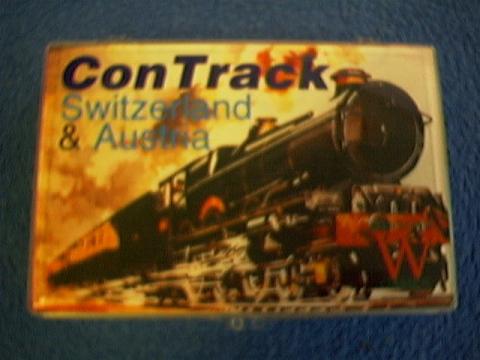 ConTrack
Switzerland
& Austria
W